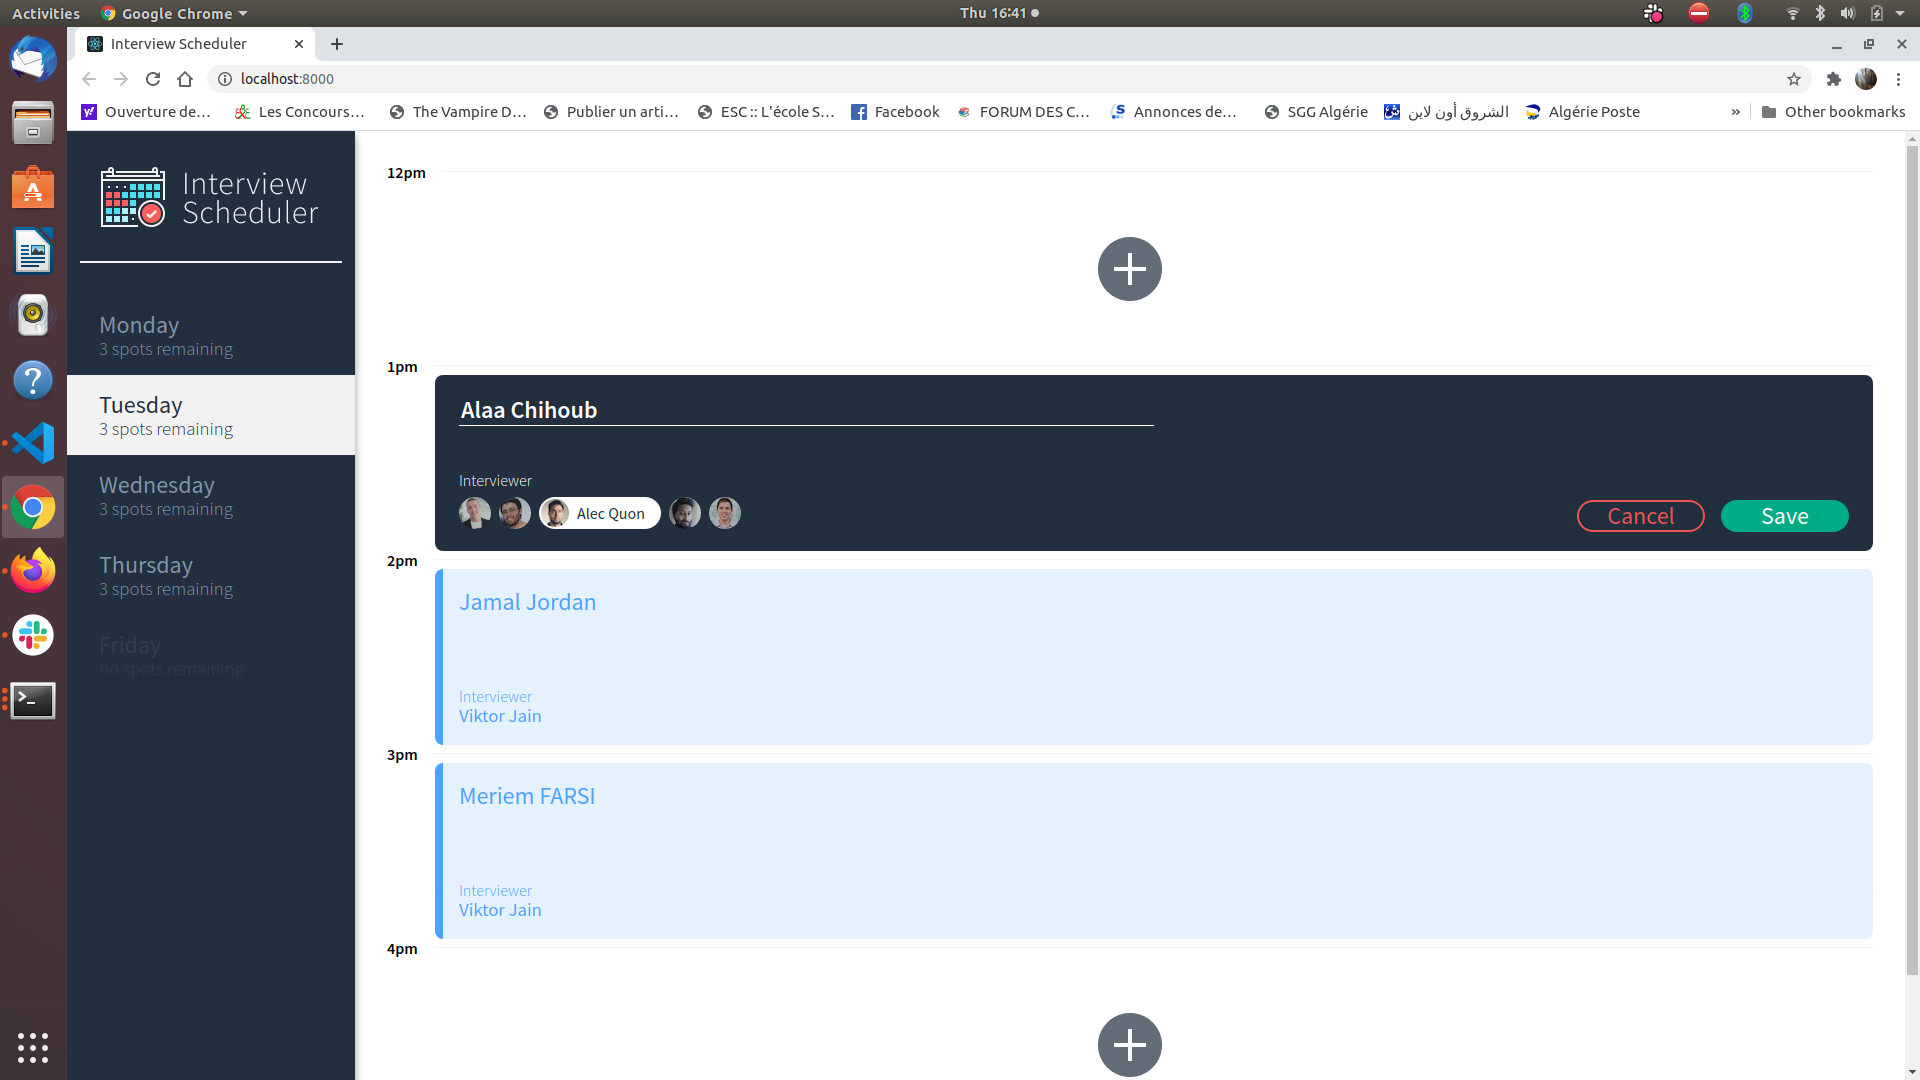 Activities Google Chrome Thu 16:41
Interview Scheduler
localhost:8000
Ouverture de... Les Concours... The Vampire D... Publier un arti... ESC :: L'école S... Facebook FORUM DES C... Annonces de... SGG Algérie الشروق أون لاين Algérie Poste » Other bookmarks
Interview
Scheduler
Monday
3 spots remaining
Tuesday
3 spots remaining
Wednesday
3 spots remaining
Thursday
3 spots remaining
Friday
no spots remaining
12pm
1pm
Alaa Chihoub
Interviewer
Alec Quon
Cancel Save
2pm
Jamal Jordan
Interviewer
Viktor Jain
3pm
Meriem FARSI
Interviewer
Viktor Jain
4pm